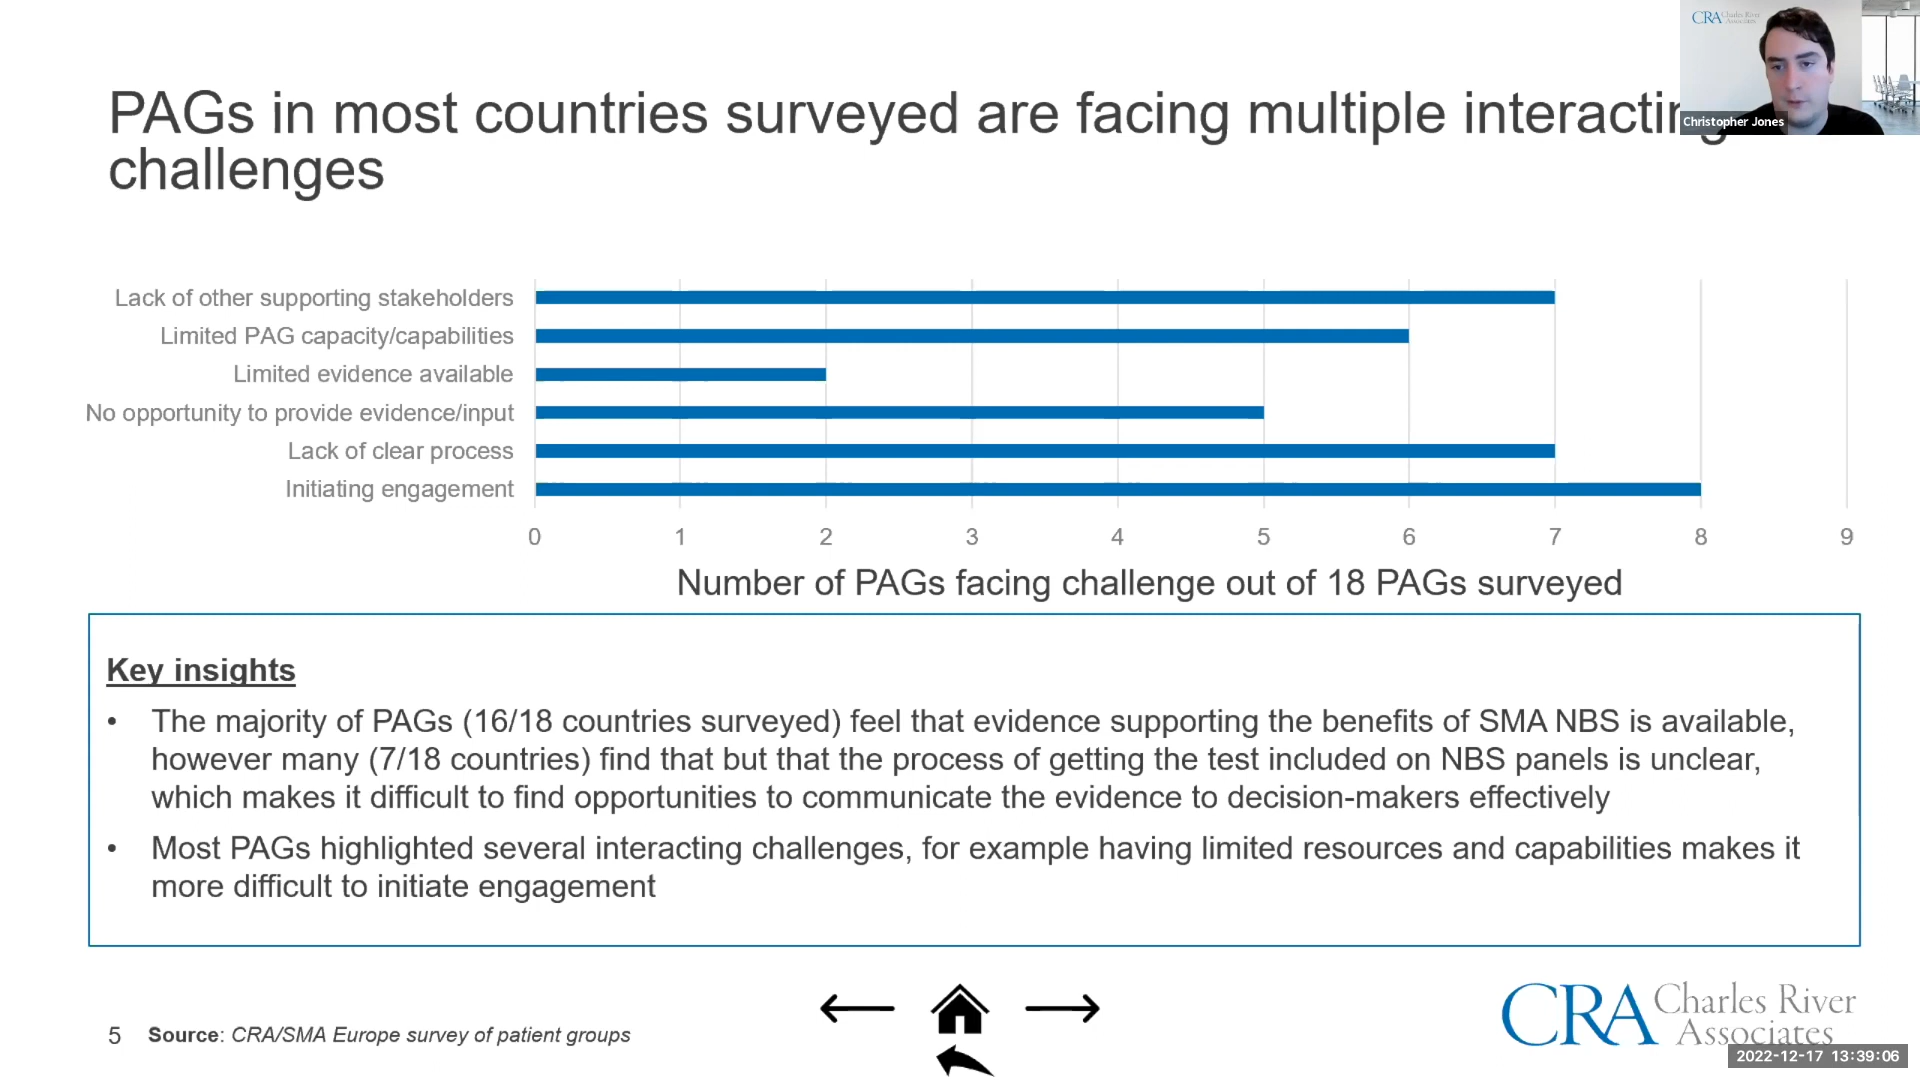 CRA Charles River
Associates
Christopher Jones
PAGs in most countries surveyed are facing multiple interacting
challenges
Lack of other supporting stakeholders
Limited PAG capacity/capabilities
Limited evidence available
No opportunity to provide evidence/input
Lack of clear process
Initiating engagement
0 1 2 3 4 5 6 7 8 9
Number of PAGs facing challenge out of 18 PAGs surveyed
Key insights
• The majority of PAGs (16/18 countries surveyed) feel that evidence supporting the benefits of SMA NBS is available,
however many (7/18 countries) find that but that the process of getting the test included on NBS panels is unclear,
which makes it difficult to find opportunities to communicate the evidence to decision-makers effectively
• Most PAGs highlighted several interacting challenges, for example having limited resources and capabilities makes it
more difficult to initiate engagement
5 Source: CRA/SMA Europe survey of patient groups
CRA Charles River
Associates
2022-12-17 13:39:06